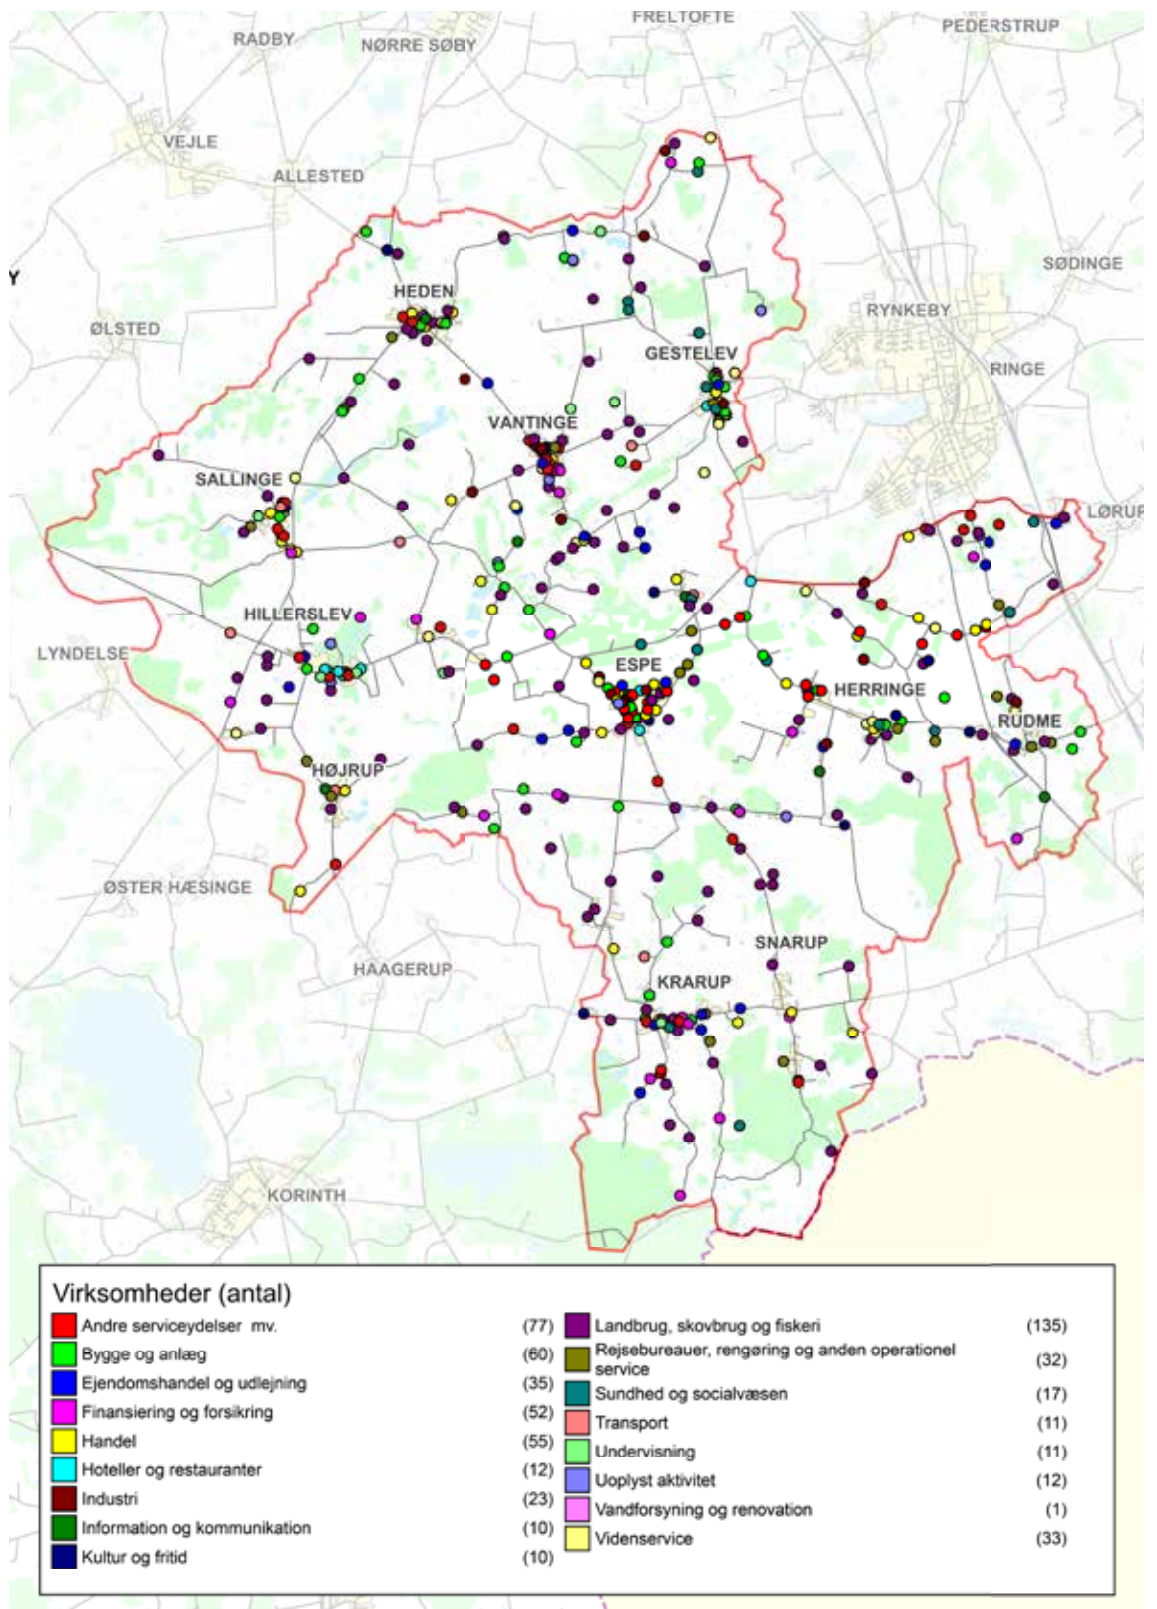 FRELTOFTE
PEDERSTRUP
RADBY
NØRRE SØBY
VEJLE
ALLESTED
SØDINGE
Y
HEDEN
RYNKEBY
ØLSTED
GESTELEV
RINGE
VANTINGE
SALLINGE
LØRUP
HILLERSLEV
LYNDELSE
ESPE
HERRINGE
RUDME
HØJRUP
ØSTER HÆSINGE
SNARUP
HAAGERUP
KRARUP
KORINTH
Virksomheder (antal)
Andre serviceydelser mv. (77)
Bygge og anlæg (60)
Ejendomshandel og udlejning (35)
Finansiering og forsikring (52)
Handel (55)
Hoteller og restauranter (12)
Industri (23)
Information og kommunikation (10)
Kultur og fritid (10)
Landbrug, skovbrug og fiskeri (135)
Rejsebureauer, rengøring og anden operationel
service (32)
Sundhed og socialvæsen (17)
Transport (11)
Undervisning (11)
Uoplyst aktivitet (12)
Vandforsyning og renovation (1)
Videnservice (33)